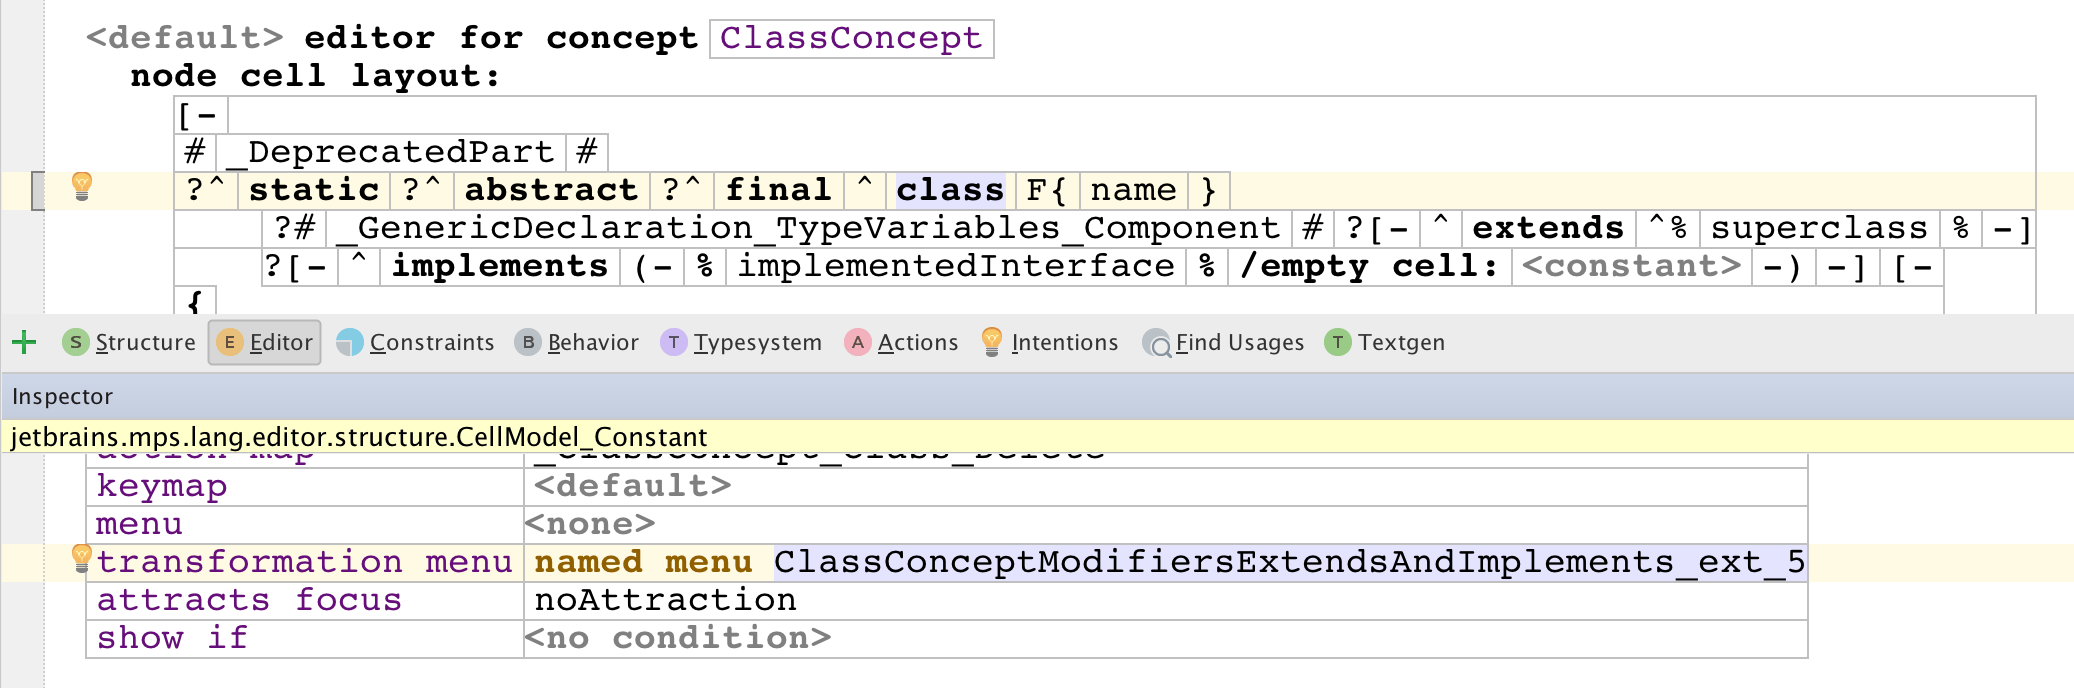 <default> editor for concept ClassConcept
node cell layout:
[-
# _DeprecatedPart #
?^ static ?^ abstract ?^ final ^ class F{ name }
?# _GenericDeclaration_TypeVariables_Component # ?[- ^ extends ^% superclass % -]
?[- ^ implements (- % implementedInterface % /empty cell: <constant> -) -] [-
{
+ S Structure E Editor Constraints B Behavior T Typesystem A Actions Intentions Find Usages T Textgen
Inspector
jetbrains.mps.lang.editor.structure.CellModel_Constant
action map _ClassConcept_Class_Delete
keymap <default>
menu <none>
transformation menu named menu ClassConceptModifiersExtendsAndImplements_ext_5
attracts focus noAttraction
show if <no condition>